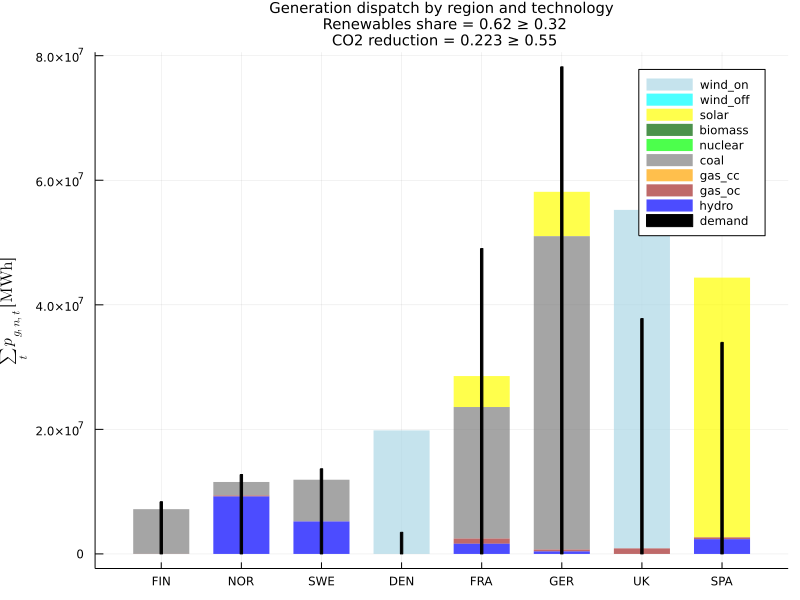 Generation dispatch by region and technology
Renewables share = 0.62 ≥ 0.32
CO2 reduction = 0.223 ≥ 0.55
8.0×10⁷
6.0×10⁷
4.0×10⁷
2.0×10⁷
0
∑ₜ p_{g,n,t} [MWh]
wind_on
wind_off
solar
biomass
nuclear
coal
gas_cc
gas_oc
hydro
demand
FIN NOR SWE DEN FRA GER UK SPA